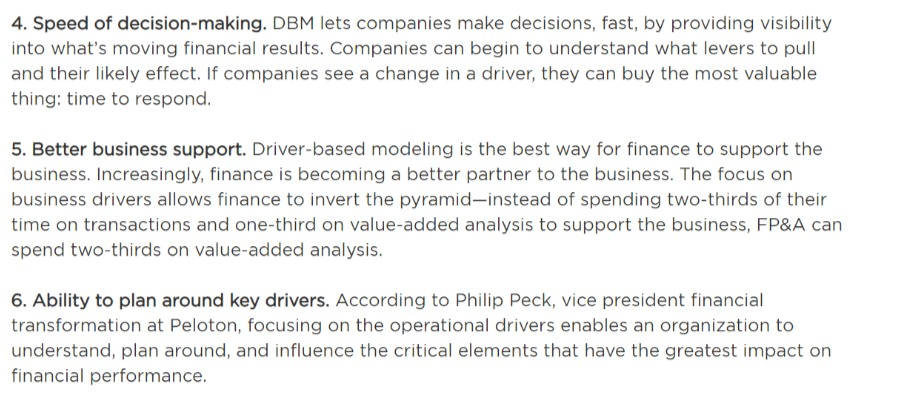 4. Speed of decision-making. DBM lets companies make decisions, fast, by providing visibility
into what’s moving financial results. Companies can begin to understand what levers to pull
and their likely effect. If companies see a change in a driver, they can buy the most valuable
thing: time to respond.
5. Better business support. Driver-based modeling is the best way for finance to support the
business. Increasingly, finance is becoming a better partner to the business. The focus on
business drivers allows finance to invert the pyramid—instead of spending two-thirds of their
time on transactions and one-third on value-added analysis to support the business, FP&A can
spend two-thirds on value-added analysis.
6. Ability to plan around key drivers. According to Philip Peck, vice president financial
transformation at Peloton, focusing on the operational drivers enables an organization to
understand, plan around, and influence the critical elements that have the greatest impact on
financial performance.